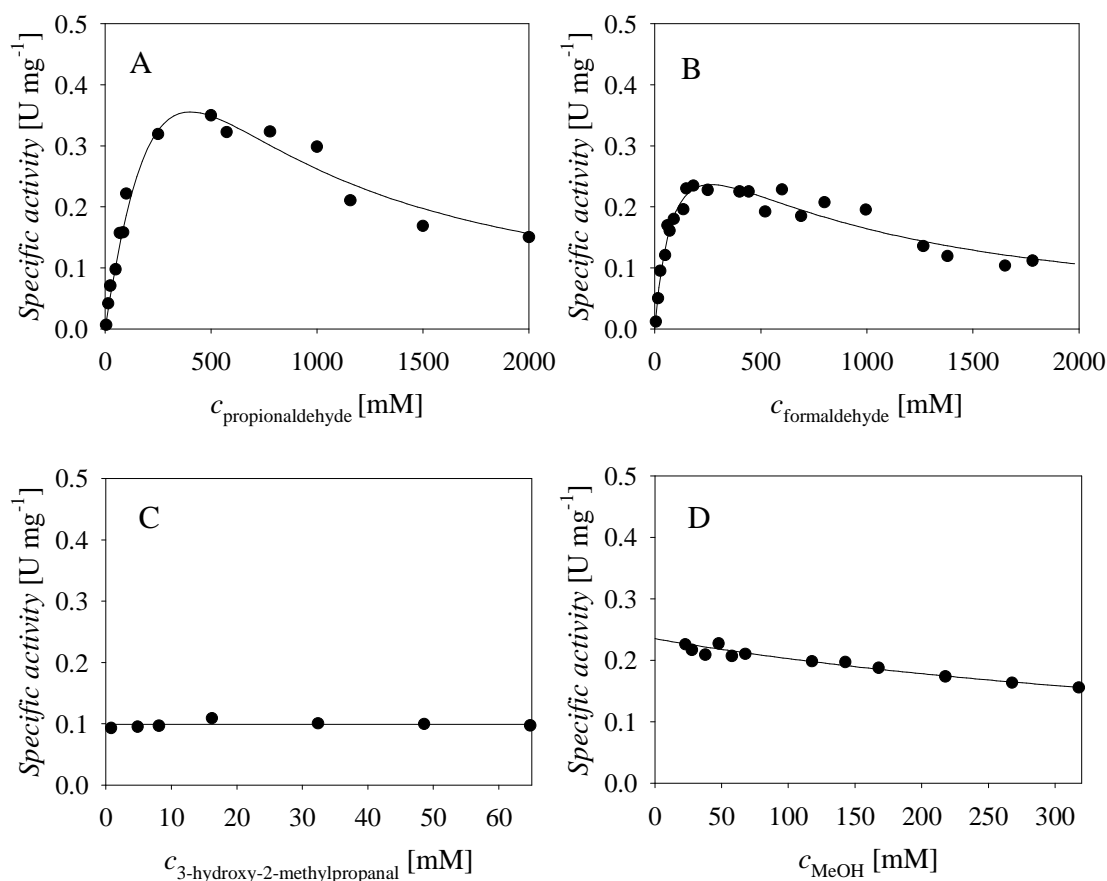 A
Specific activity [U mg⁻¹]
0.5
0.4
0.3
0.2
0.1
0.0
0 500 1000 1500 2000
c propionaldehyde [mM]
B
Specific activity [U mg⁻¹]
0.5
0.4
0.3
0.2
0.1
0.0
0 500 1000 1500 2000
c formaldehyde [mM]
C
Specific activity [U mg⁻¹]
0.5
0.4
0.3
0.2
0.1
0.0
0 10 20 30 40 50 60
c 3-hydroxy-2-methylpropanal [mM]
D
Specific activity [U mg⁻¹]
0.5
0.4
0.3
0.2
0.1
0.0
0 50 100 150 200 250 300
c MeOH [mM]